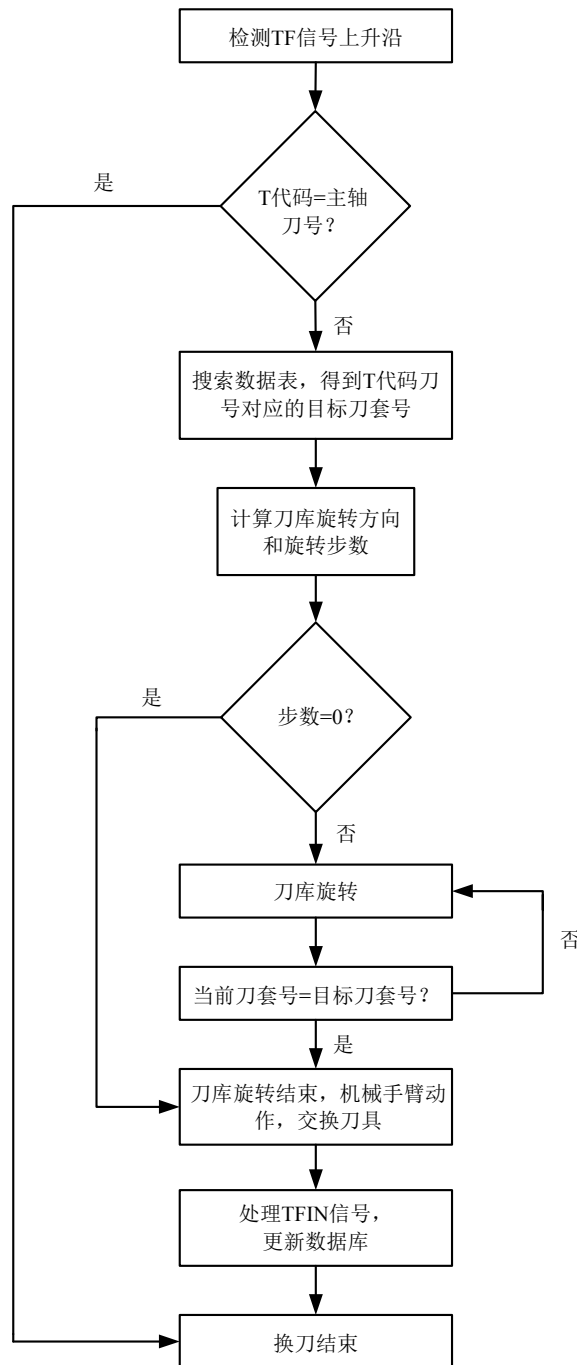 检测TF信号上升沿
是
T代码=主轴
刀号?
否
搜索数据表，得到T代码刀
号对应的目标刀套号
计算刀库旋转方向
和旋转步数
是
步数=0?
否
刀库旋转
否
当前刀套号=目标刀套号?
是
刀库旋转结束，机械手臂动
作，交换刀具
处理TFIN信号，
更新数据库
换刀结束